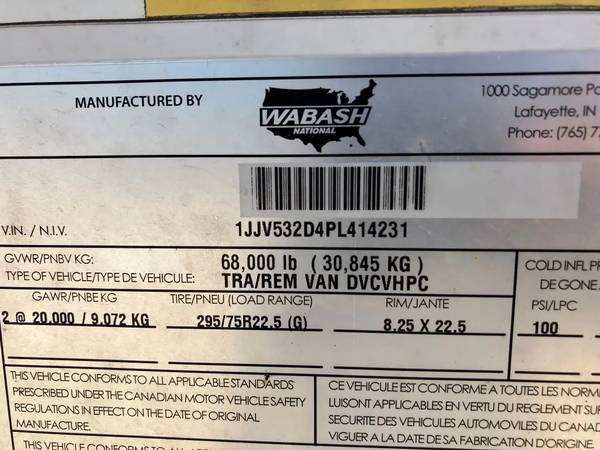 MANUFACTURED BY
WABASH
NATIONAL
1000 Sagamore
Lafayette, IN
Phone: (765)
V.I.N. / N.I.V.
1JJV532D4PL414231
GVWR/PNBV KG:
68,000 lb ( 30,845 KG )
TYPE OF VEHICLE/TYPE DE VEHICULE:
TRA/REM VAN DVCVHPC
COLD INFL
DE GONF
GAWR/PNBE KG
TIRE/PNEU (LOAD RANGE)
RIM/JANTE
PSI/LPC
2 @ 20,000 / 9,072 KG
295/75R22.5 (G)
8.25 X 22.5
100
THIS VEHICLE CONFORMS TO ALL APPLICABLE STANDARDS
PRESCRIBED UNDER THE CANADIAN MOTOR VEHICLE SAFETY
REGULATIONS IN EFFECT ON THE DATE OF ORIGINAL
MANUFACTURE.
THIS VEHICLE CONFORMS TO ALL
CE VEHICULE EST CONFORME A TOUTES LES
LUISONT APPLICABLES EN VERTU DU REGLEMENT
SECURITE DES VEHICULES AUTOMOVILES DU
VIGUER A LA DATE DE SA FABRICATION D'ORIGINE